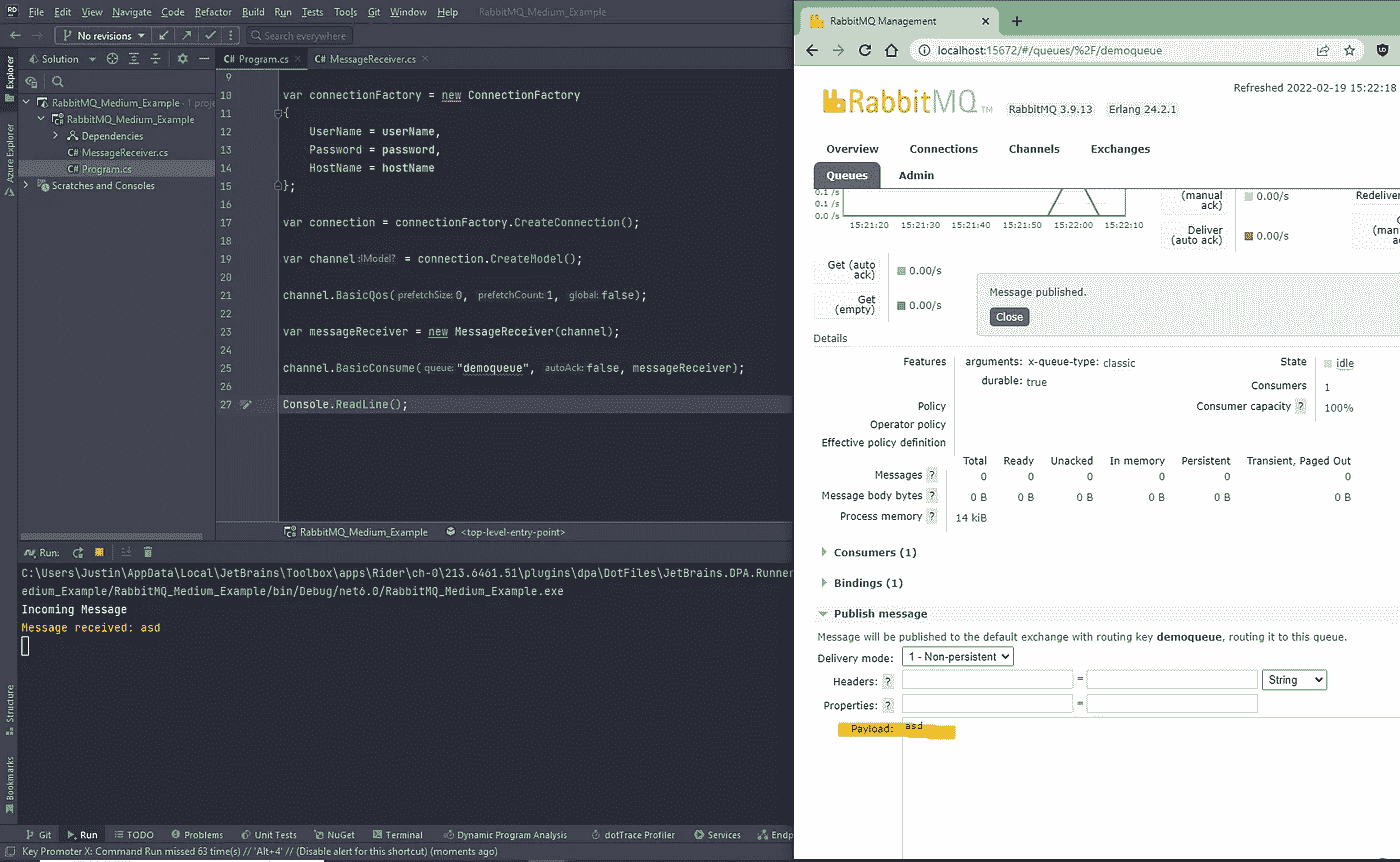 RD File Edit View Navigate Code Refactor Build Run Tests Tools Git Window Help RabbitMQ_Medium_Example
No revisions Search everywhere
Explorer
Azure Explorer
Structure
Bookmarks
Solution
RabbitMQ_Medium_Example · 1 proje
RabbitMQ_Medium_Example
Dependencies
C# MessageReceiver.cs
C# Program.cs
Scratches and Consoles
C# Program.cs × C# MessageReceiver.cs ×
9
10 var connectionFactory = new ConnectionFactory
11 {
12 UserName = userName,
13 Password = password,
14 HostName = hostName
15 };
16
17 var connection = connectionFactory.CreateConnection();
18
19 var channel :IModel? = connection.CreateModel();
20
21 channel.BasicQos( prefetchSize: 0, prefetchCount: 1, global: false);
22
23 var messageReceiver = new MessageReceiver(channel);
24
25 channel.BasicConsume( queue: "demoqueue", autoAck: false, messageReceiver);
26
27 Console.ReadLine();
RabbitMQ_Medium_Example <top-level-entry-point>
Run:
C:\Users\Justin\AppData\Local\JetBrains\Toolbox\apps\Rider\ch-0\213.6461.51\plugins\dpa\DotFiles\JetBrains.DPA.Runner
edium_Example/RabbitMQ_Medium_Example/bin/Debug/net6.0/RabbitMQ_Medium_Example.exe
Incoming Message
Message received: asd
Git Run TODO Problems Unit Tests NuGet Terminal Dynamic Program Analysis dotTrace Profiler Services Endp
Key Promoter X: Command Run missed 63 time(s) // 'Alt+4' // (Disable alert for this shortcut) (moments ago)
RabbitMQ Management × +
localhost:15672/#/queues/%2F/demoqueue
Refreshed 2022-02-19 15:22:18
RabbitMQ TM RabbitMQ 3.9.13 Erlang 24.2.1
Overview Connections Channels Exchanges
Queues Admin
0.1 /s
0.1 /s
0.0 /s
15:21:20 15:21:30 15:21:40 15:21:50 15:22:00 15:22:10
(manual ack) 0.00/s
Redeliver
Deliver (auto ack) 0.00/s
(man
Get (auto ack) 0.00/s
Get (empty) 0.00/s
Message published.
Close
Details
Features arguments: x-queue-type: classic
durable: true
Policy
Operator policy
Effective policy definition
State idle
Consumers 1
Consumer capacity ? 100%
Total Ready Unacked In memory Persistent Transient, Paged Out
Messages ? 0 0 0 0 0 0
Message body bytes ? 0 B 0 B 0 B 0 B 0 B 0 B
Process memory ? 14 kiB
Consumers (1)
Bindings (1)
Publish message
Message will be published to the default exchange with routing key demoqueue, routing it to this queue.
Delivery mode: 1 - Non-persistent
Headers: ? = String
Properties: ? =
Payload: asd